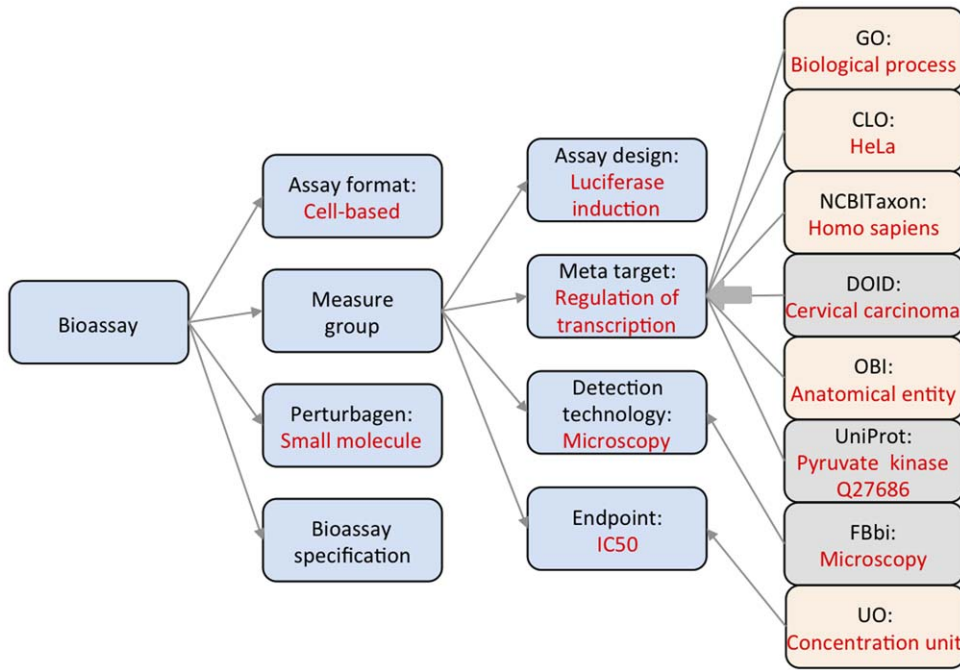 Bioassay
Assay format:
Cell-based
Measure
group
Perturbagen:
Small molecule
Bioassay
specification
Assay design:
Luciferase
induction
Meta target:
Regulation of
transcription
Detection
technology:
Microscopy
Endpoint:
IC50
GO:
Biological process
CLO:
HeLa
NCBITaxon:
Homo sapiens
DOID:
Cervical carcinoma
OBI:
Anatomical entity
UniProt:
Pyruvate kinase
Q27686
FBbi:
Microscopy
UO:
Concentration unit